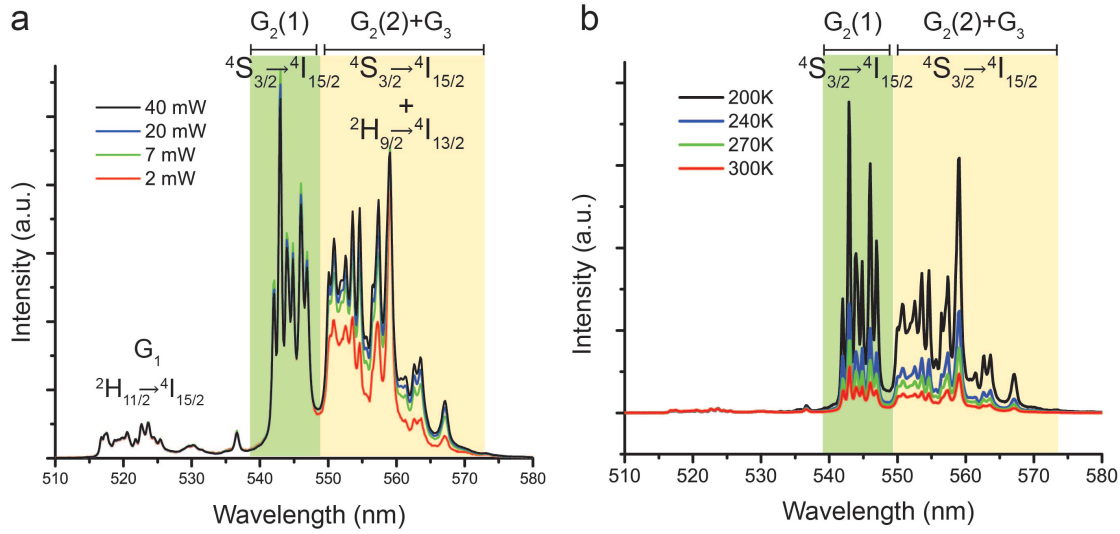 a
G₂(1)
G₂(2)+G₃
⁴S₃/₂→⁴I₁₅/₂
⁴S₃/₂→⁴I₁₅/₂
+
²H₉/₂→⁴I₁₃/₂
40 mW
20 mW
7 mW
2 mW
G₁
²H₁₁/₂→⁴I₁₅/₂
Intensity (a.u.)
510
520
530
540
550
560
570
580
Wavelength (nm)
b
G₂(1)
G₂(2)+G₃
⁴S₃/₂→⁴I₁₅/₂
⁴S₃/₂→⁴I₁₅/₂
200K
240K
270K
300K
Intensity (a.u.)
510
520
530
540
550
560
570
580
Wavelength (nm)